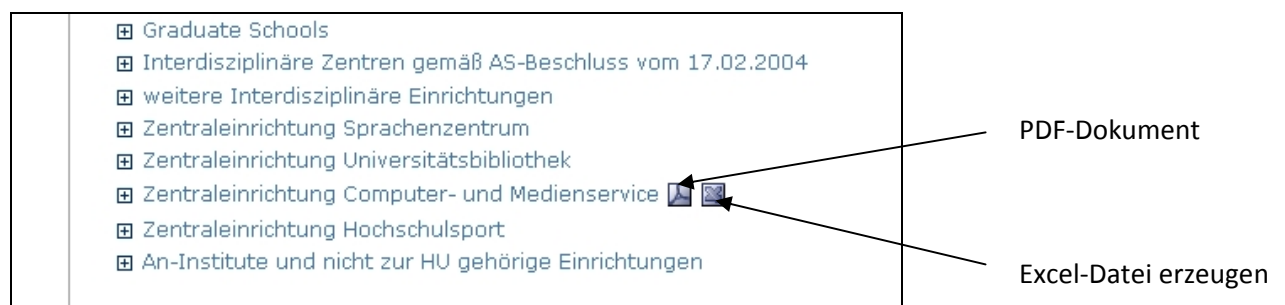 Graduate Schools
Interdisziplinäre Zentren gemäß AS-Beschluss vom 17.02.2004
weitere Interdisziplinäre Einrichtungen
Zentraleinrichtung Sprachenzentrum
Zentraleinrichtung Universitätsbibliothek
Zentraleinrichtung Computer- und Medienservice
Zentraleinrichtung Hochschulsport
An-Institute und nicht zur HU gehörige Einrichtungen
PDF-Dokument
Excel-Datei erzeugen